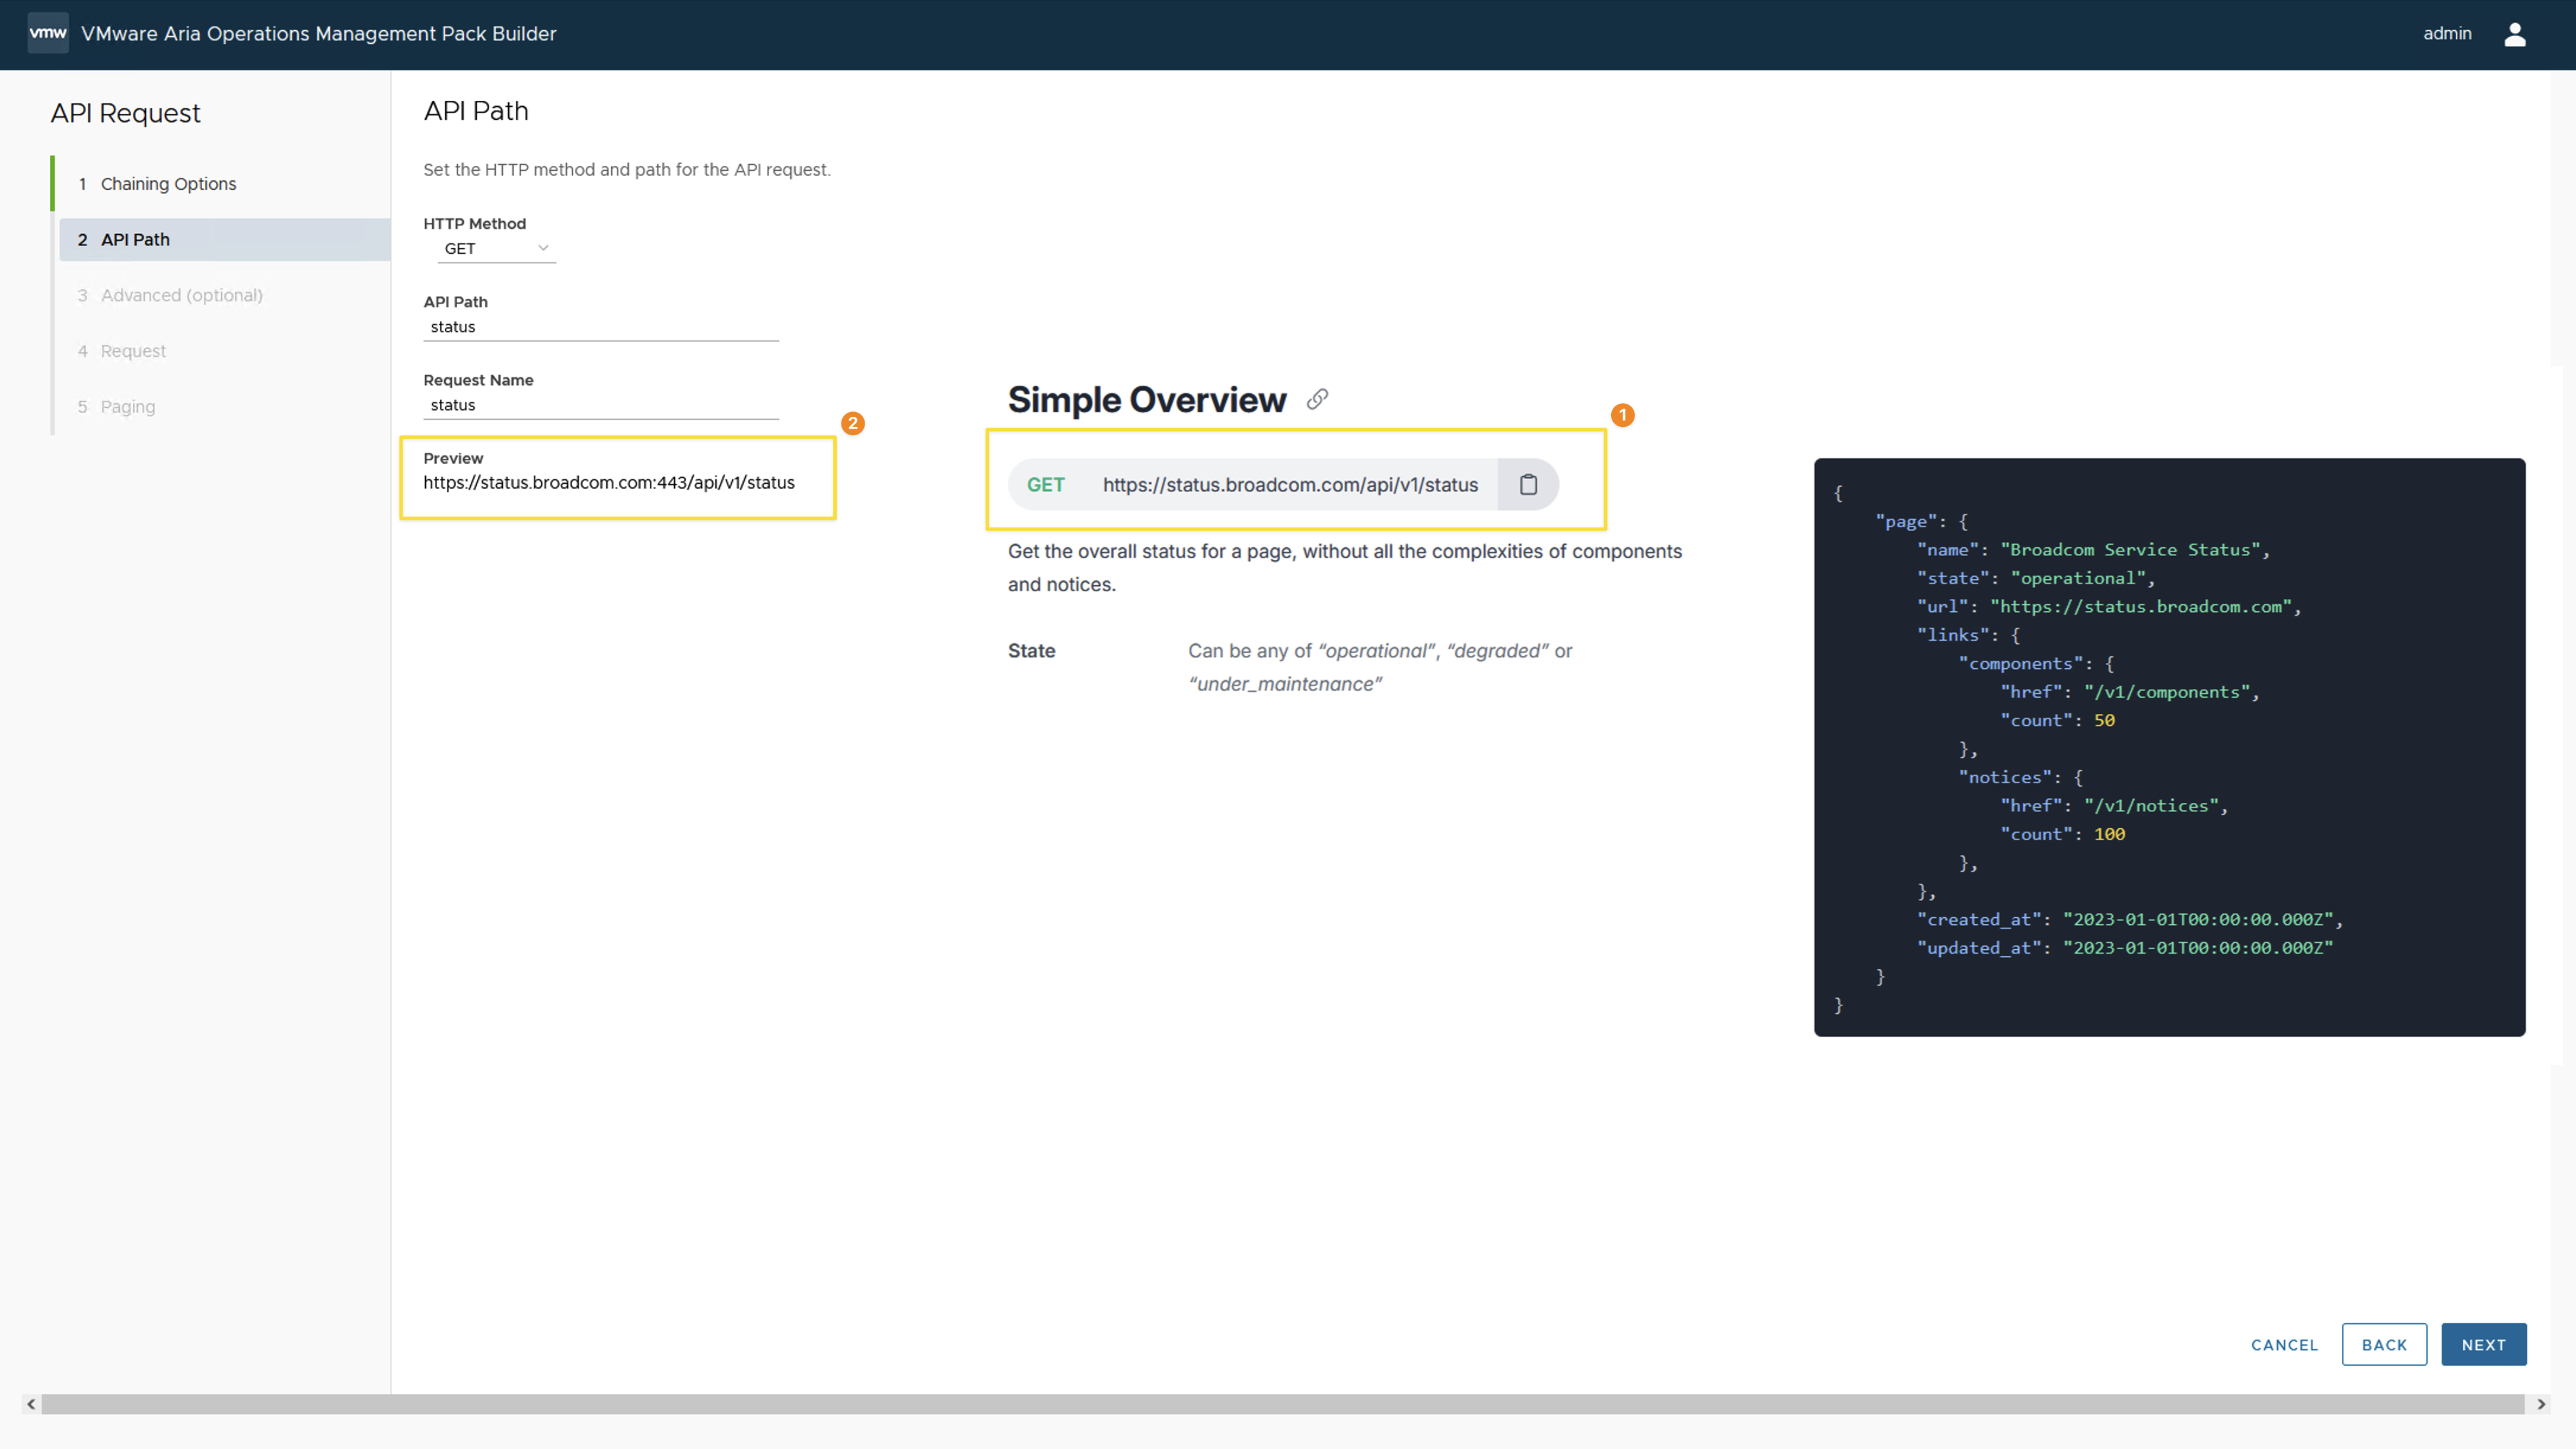 vmw VMware Aria Operations Management Pack Builder
admin
API Request
1 Chaining Options
2 API Path
3 Advanced (optional)
4 Request
5 Paging
API Path
Set the HTTP method and path for the API request.
HTTP Method
GET
API Path
status
Request Name
status
2
Preview
https://status.broadcom.com:443/api/v1/status
Simple Overview
1
GET https://status.broadcom.com/api/v1/status
Get the overall status for a page, without all the complexities of components
and notices.
State Can be any of “operational”, “degraded” or
“under_maintenance”
{
"page": {
"name": "Broadcom Service Status",
"state": "operational",
"url": "https://status.broadcom.com",
"links": {
"components": {
"href": "/v1/components",
"count": 50
},
"notices": {
"href": "/v1/notices",
"count": 100
},
},
"created_at": "2023-01-01T00:00:00.000Z",
"updated_at": "2023-01-01T00:00:00.000Z"
}
}
CANCEL BACK NEXT